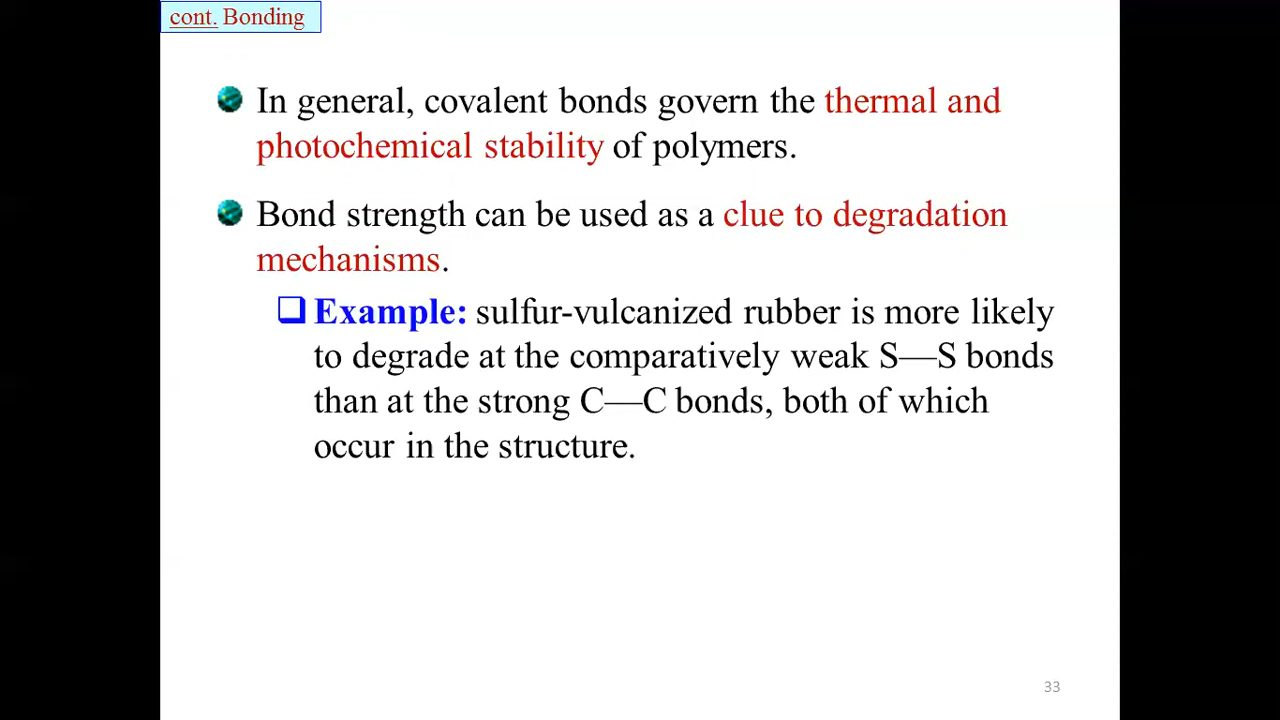 cont. Bonding
In general, covalent bonds govern the thermal and
photochemical stability of polymers.
Bond strength can be used as a clue to degradation
mechanisms.
Example: sulfur-vulcanized rubber is more likely
to degrade at the comparatively weak S—S bonds
than at the strong C—C bonds, both of which
occur in the structure.
33